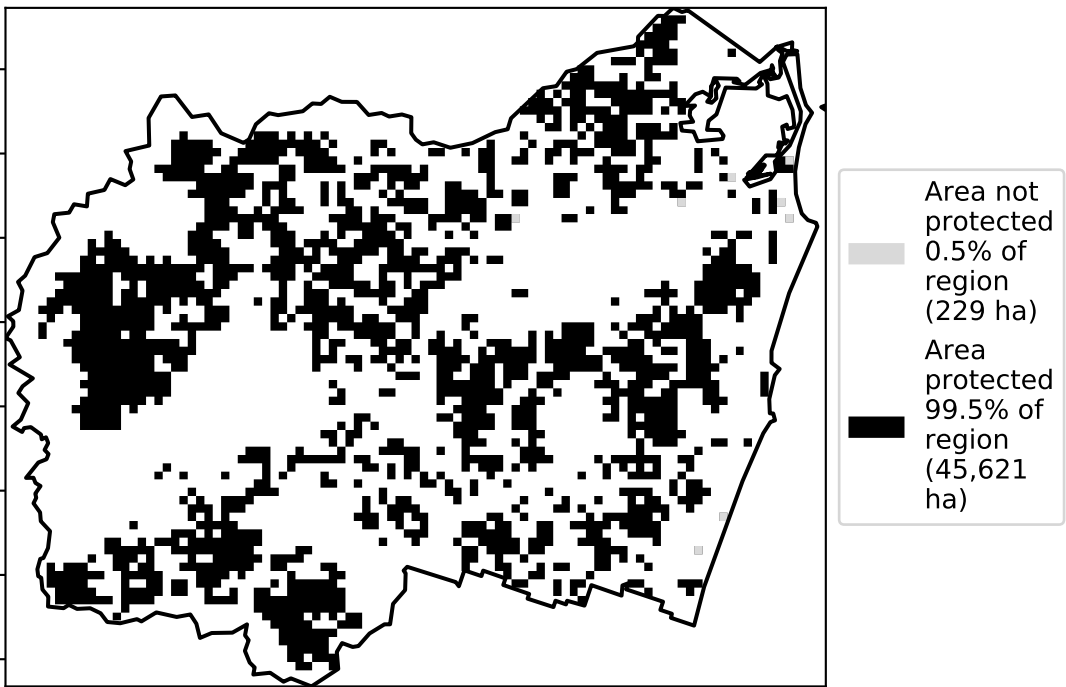 Area not
protected
0.5% of
region
(229 ha)
Area
protected
99.5% of
region
(45,621
ha)